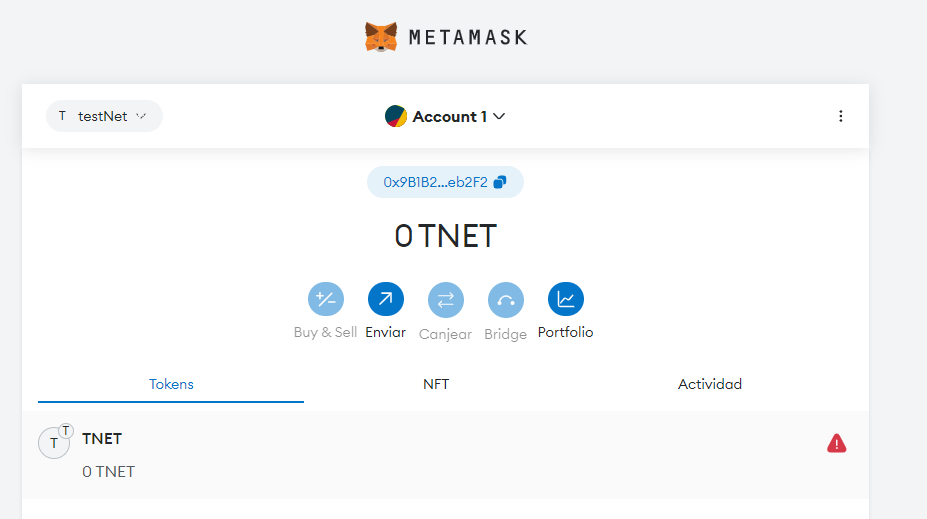 METAMASK
T testNet
Account 1
0x9B1B2...eb2F2
0 TNET
Buy & Sell Enviar Canjear Bridge Portfolio
Tokens NFT Actividad
T T TNET
0 TNET